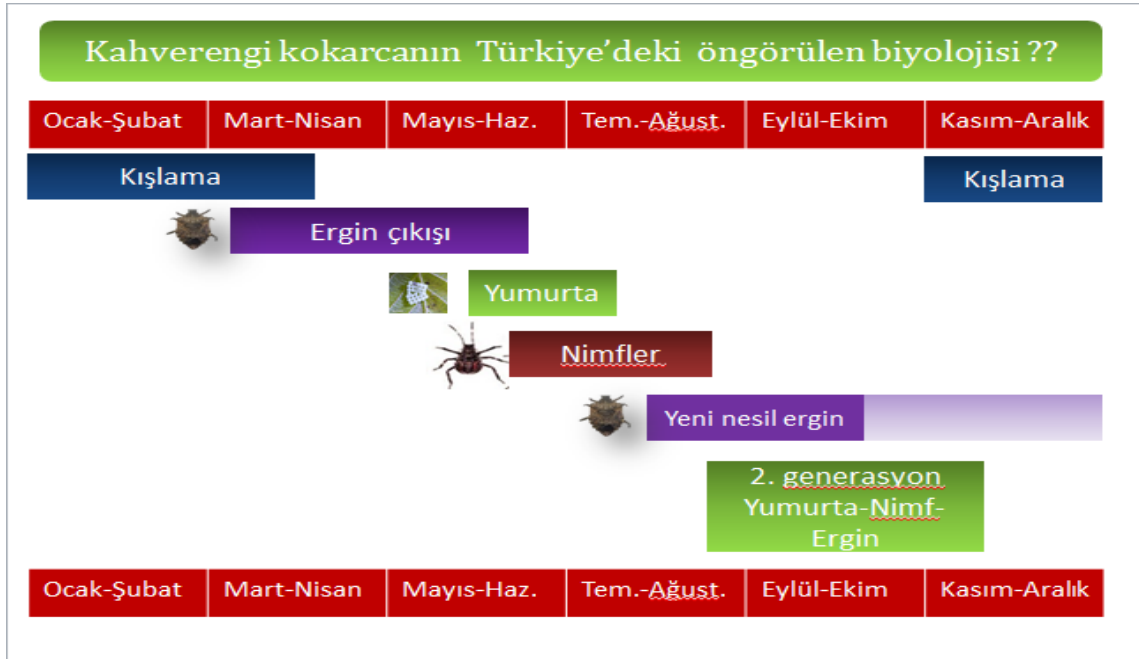 Kahverengi kokarcanın Türkiye'deki öngörülen biyolojisi ??
Ocak-Şubat Mart-Nisan Mayıs-Haz. Tem.-Ağust. Eylül-Ekim Kasım-Aralık
Kışlama Kışlama
Ergin çıkışı
Yumurta
Nimfler
Yeni nesil ergin
2. generasyon
Yumurta-Nimf-
Ergin
Ocak-Şubat Mart-Nisan Mayıs-Haz. Tem.-Ağust. Eylül-Ekim Kasım-Aralık